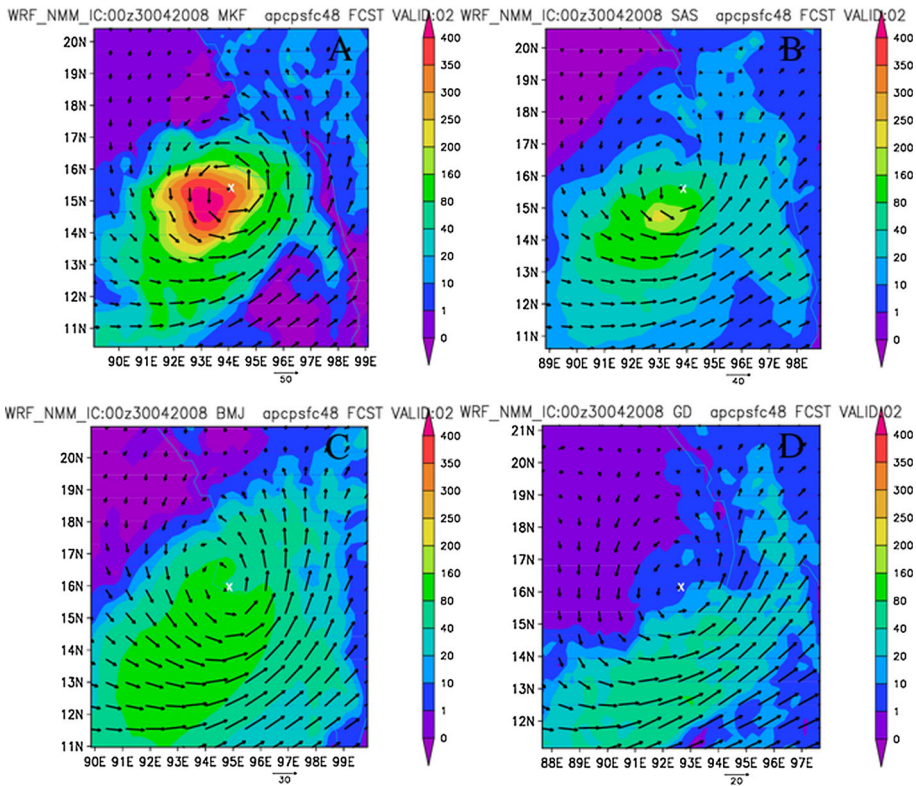 WRF_NMM_IC:00z30042008 MKF apcpsfc48 FCST VALID:02
A
20N
19N
18N
17N
16N
15N
14N
13N
12N
11N
x
90E 91E 92E 93E 94E 95E 96E 97E 98E 99E
50
400
350
300
250
200
160
80
40
20
10
1
0
WRF_NMM_IC:00z30042008 SAS apcpsfc48 FCST VALID:02
B
20N
19N
18N
17N
16N
15N
14N
13N
12N
11N
x
89E 90E 91E 92E 93E 94E 95E 96E 97E 98E
40
400
350
300
250
200
160
80
40
20
10
1
0
WRF_NMM_IC:00z30042008 BMJ apcpsfc48 FCST VALID:02
C
20N
19N
18N
17N
16N
15N
14N
13N
12N
11N
x
90E 91E 92E 93E 94E 95E 96E 97E 98E 99E
30
400
350
300
250
200
160
80
40
20
10
1
0
WRF_NMM_IC:00z30042008 GD apcpsfc48 FCST VALID:02
D
21N
20N
19N
18N
17N
16N
15N
14N
13N
12N
x
88E 89E 90E 91E 92E 93E 94E 95E 96E 97E
20
400
350
300
250
200
160
80
40
20
10
1
0